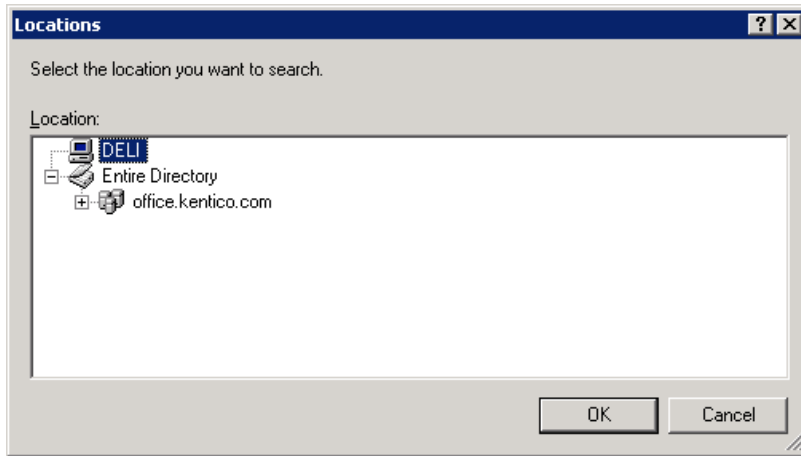 Locations
Select the location you want to search.
Location:
DELI
Entire Directory
office.kentico.com
OK Cancel